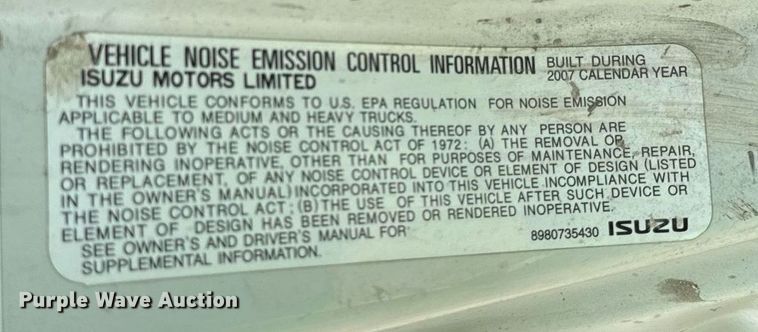 VEHICLE NOISE EMISSION CONTROL INFORMATION BUILT DURING
2007 CALENDAR YEAR
ISUZU MOTORS LIMITED
THIS VEHICLE CONFORMS TO U.S. EPA REGULATION FOR NOISE EMISSION
APPLICABLE TO MEDIUM AND HEAVY TRUCKS.
THE FOLLOWING ACTS OR THE CAUSING THEREOF BY ANY PERSON ARE
PROHIBITED BY THE NOISE CONTROL ACT OF 1972: (A) THE REMOVAL OR
RENDERING INOPERATIVE, OTHER THAN FOR PURPOSES OF MAINTENANCE, REPAIR,
OR REPLACEMENT, OF ANY NOISE CONTROL DEVICE OR ELEMENT OF DESIGN (LISTED
IN THE OWNER'S MANUAL) INCORPORATED INTO THIS VEHICLE INCOMPLIANCE WITH
THE NOISE CONTROL ACT: (B) THE USE OF THIS VEHICLE AFTER SUCH DEVICE OR
ELEMENT OF DESIGN HAS BEEN REMOVED OR RENDERED INOPERATIVE.
SEE OWNER'S AND DRIVER'S MANUAL FOR
SUPPLEMENTAL INFORMATION.
8980735430 ISUZU
Purple Wave Auction